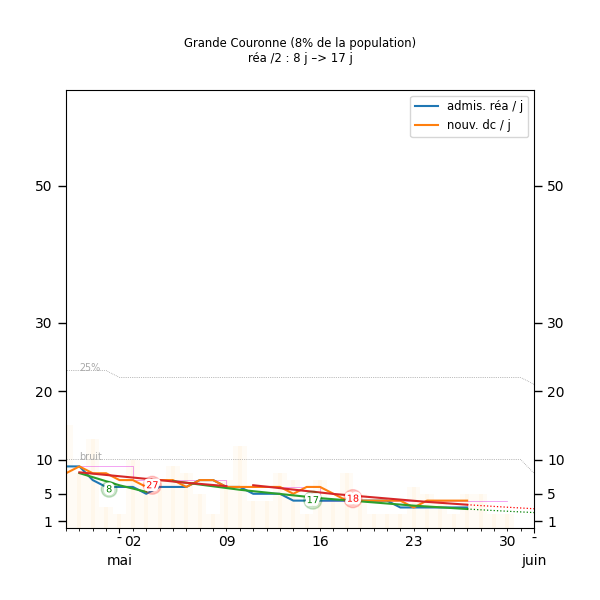 Grande Couronne (8% de la population)
réa /2 : 8 j –> 17 j
admis. réa / j
nouv. dc / j
50 50
30 30
25%
20 20
bruit
10 10
8 27 17 18
5 5
1 1
02 09 16 23 30
mai juin